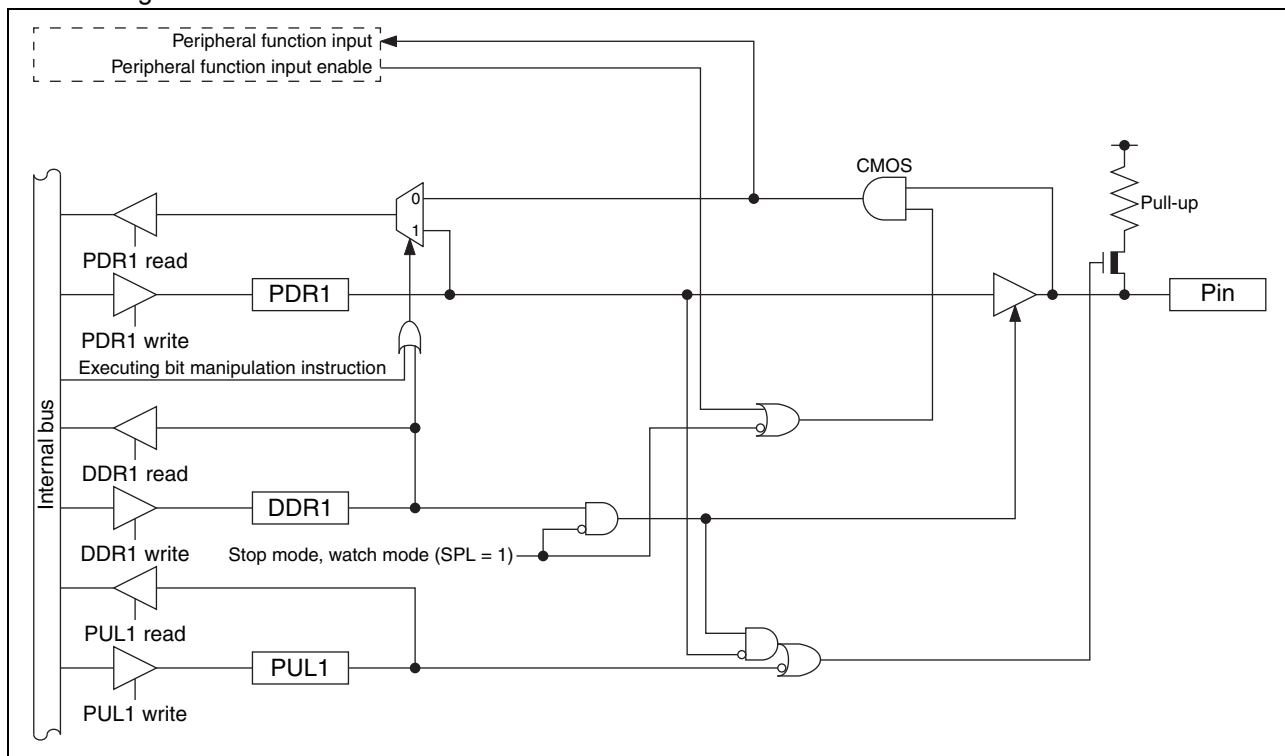 Peripheral function input
Peripheral function input enable
CMOS
0
Pull-up
1
PDR1 read
PDR1
Pin
PDR1 write
Executing bit manipulation instruction
Internal bus
DDR1 read
DDR1
DDR1 write
Stop mode, watch mode (SPL = 1)
PUL1 read
PUL1
PUL1 write